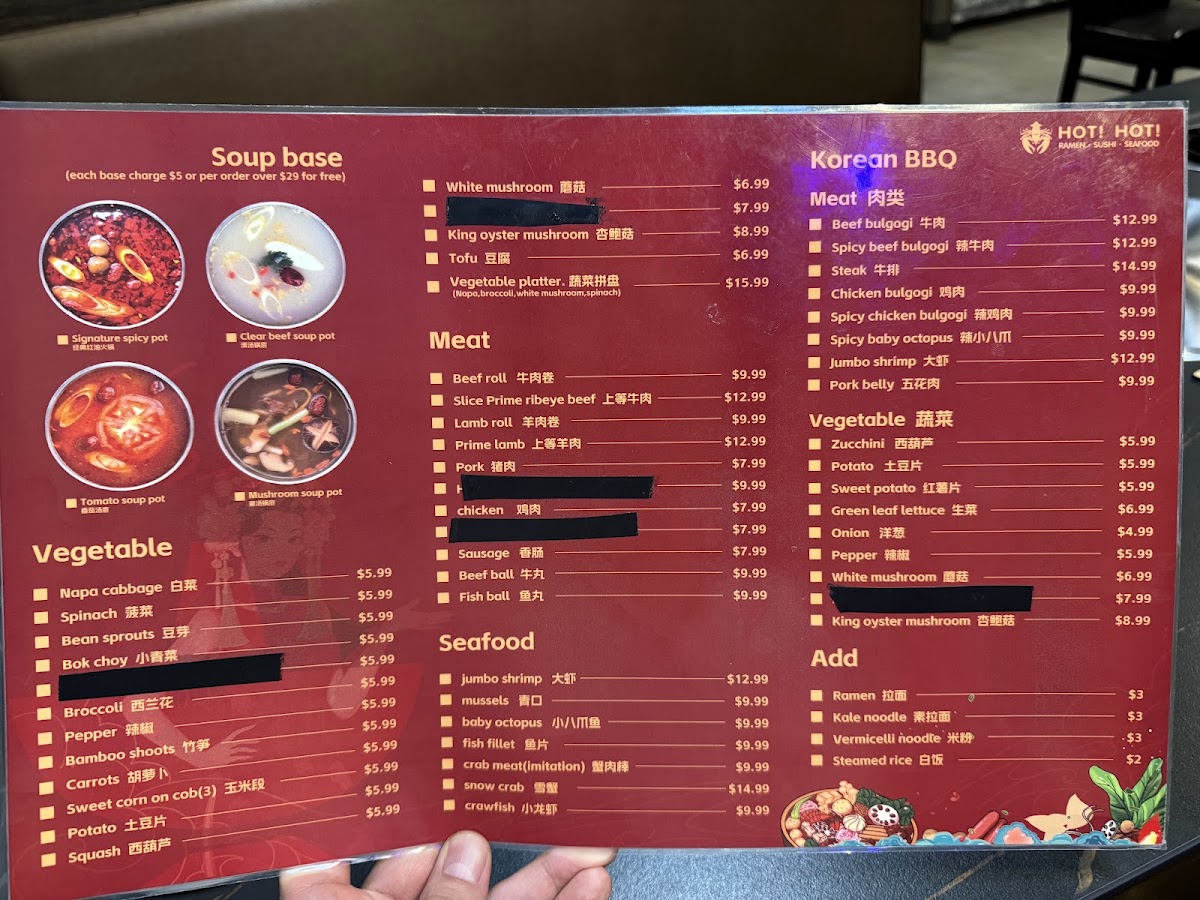 HOT! HOT!
RAMEN - SUSHI - SEAFOOD
Soup base
(each base charge $5 or per order over $29 for free)
Signature spicy pot
经典红油火锅
Clear beef soup pot
清汤锅底
Tomato soup pot
番茄汤底
Mushroom soup pot
菌汤锅底
Vegetable
Napa cabbage 白菜 $5.99
Spinach 菠菜 $5.99
Bean sprouts 豆芽 $5.99
Bok choy 小青菜 $5.99
$5.99
Broccoli 西兰花 $5.99
Pepper 辣椒 $5.99
Bamboo shoots 竹笋 $5.99
Carrots 胡萝卜 $5.99
Sweet corn on cob(3) 玉米段 $5.99
Potato 土豆片 $5.99
Squash 西葫芦 $5.99
White mushroom 蘑菇 $6.99
$7.99
King oyster mushroom 杏鲍菇 $8.99
Tofu 豆腐 $6.99
Vegetable platter. 蔬菜拼盘 $15.99
(Napa,broccoli,white mushroom,spinach)
Meat
Beef roll 牛肉卷 $9.99
Slice Prime ribeye beef 上等牛肉 $12.99
Lamb roll 羊肉卷 $9.99
Prime lamb 上等羊肉 $12.99
Pork 猪肉 $7.99
$9.99
chicken 鸡肉 $7.99
$7.99
Sausage 香肠 $7.99
Beef ball 牛丸 $9.99
Fish ball 鱼丸 $9.99
Seafood
jumbo shrimp 大虾 $12.99
mussels 青口 $9.99
baby octopus 小八爪鱼 $9.99
fish fillet 鱼片 $9.99
crab meat(imitation) 蟹肉棒 $9.99
snow crab 雪蟹 $14.99
crawfish 小龙虾 $9.99
Korean BBQ
Meat 肉类
Beef bulgogi 牛肉 $12.99
Spicy beef bulgogi 辣牛肉 $12.99
Steak 牛排 $14.99
Chicken bulgogi 鸡肉 $9.99
Spicy chicken bulgogi 辣鸡肉 $9.99
Spicy baby octopus 辣小八爪 $9.99
Jumbo shrimp 大虾 $12.99
Pork belly 五花肉 $9.99
Vegetable 蔬菜
Zucchini 西葫芦 $5.99
Potato 土豆片 $5.99
Sweet potato 红薯片 $5.99
Green leaf lettuce 生菜 $6.99
Onion 洋葱 $4.99
Pepper 辣椒 $5.99
White mushroom 蘑菇 $6.99
$7.99
King oyster mushroom 杏鲍菇 $8.99
Add
Ramen 拉面 $3
Kale noodle 素拉面 $3
Vermicelli noodle 米粉 $3
Steamed rice 白饭 $2